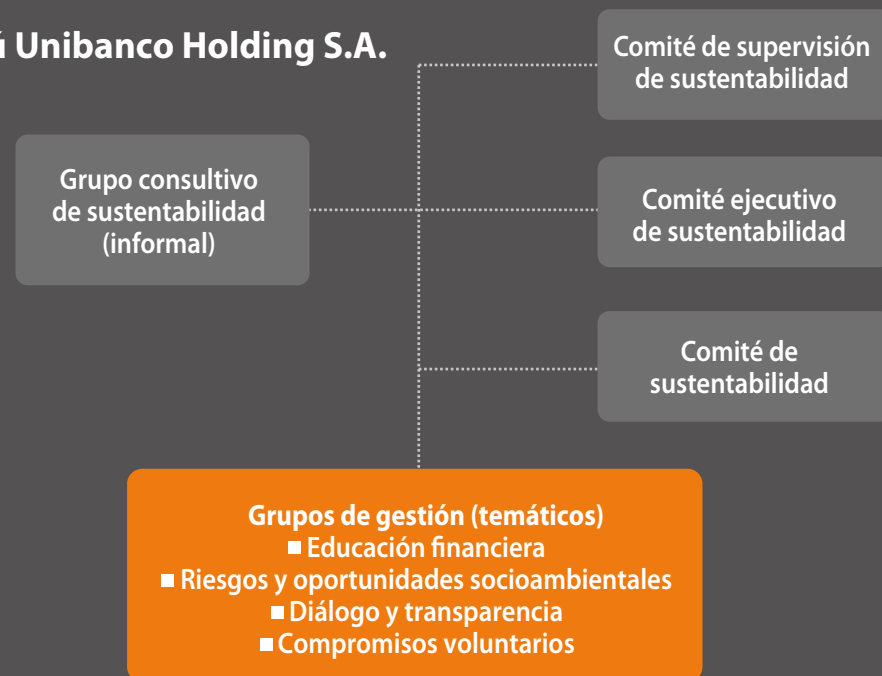 Unibanco Holding S.A.
Comité de supervisión
de sustentabilidad
Grupo consultivo
de sustentabilidad
(informal)
Comité ejecutivo
de sustentabilidad
Comité de
sustentabilidad
Grupos de gestión (temáticos)
Educación financiera
Riesgos y oportunidades socioambientales
Diálogo y transparencia
Compromisos voluntarios